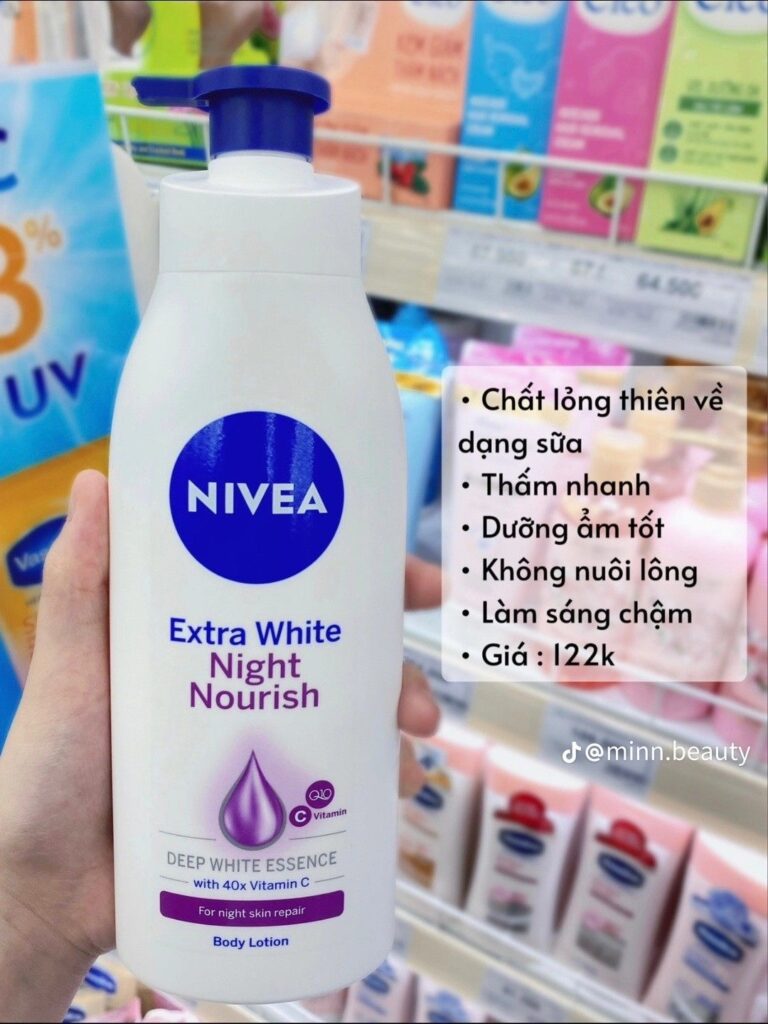 NIVEA
Extra White
Night
Nourish
Q10
C Vitamin
DEEP WHITE ESSENCE
with 40x Vitamin C
For night skin repair
Body Lotion
• Chất lỏng thiên về
dạng sữa
• Thấm nhanh
• Dưỡng ẩm tốt
• Không nuôi lông
• Làm sáng chậm
• Giá : 122k
@minn.beauty
%
UV
64.500